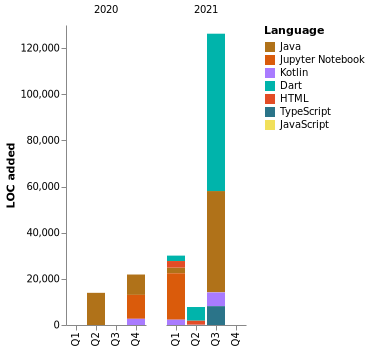 2020 2021
Language
Java
Jupyter Notebook
Kotlin
Dart
HTML
TypeScript
JavaScript
LOC added
120,000
100,000
80,000
60,000
40,000
20,000
0
Q1 Q2 Q3 Q4 Q1 Q2 Q3 Q4